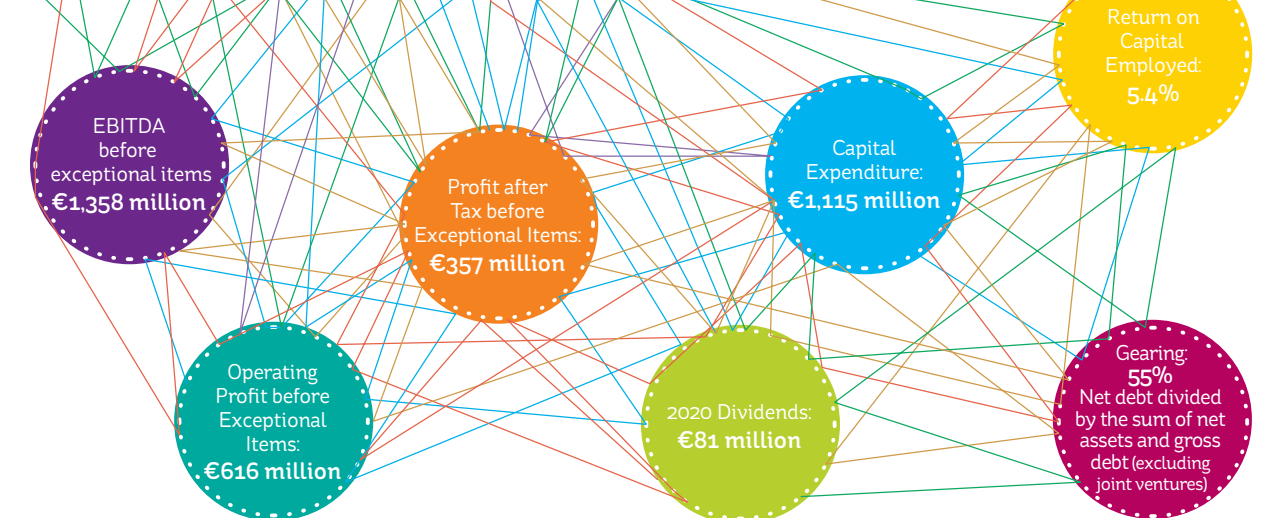 Return on
Capital
Employed:
5.4%
EBITDA
before
exceptional items
€1,358 million
Profit after
Tax before
Exceptional Items:
€357 million
Capital
Expenditure:
€1,115 million
Operating
Profit before
Exceptional
Items:
€616 million
2020 Dividends:
€81 million
Gearing:
55%
Net debt divided
by the sum of net
assets and gross
debt (excluding
joint ventures)